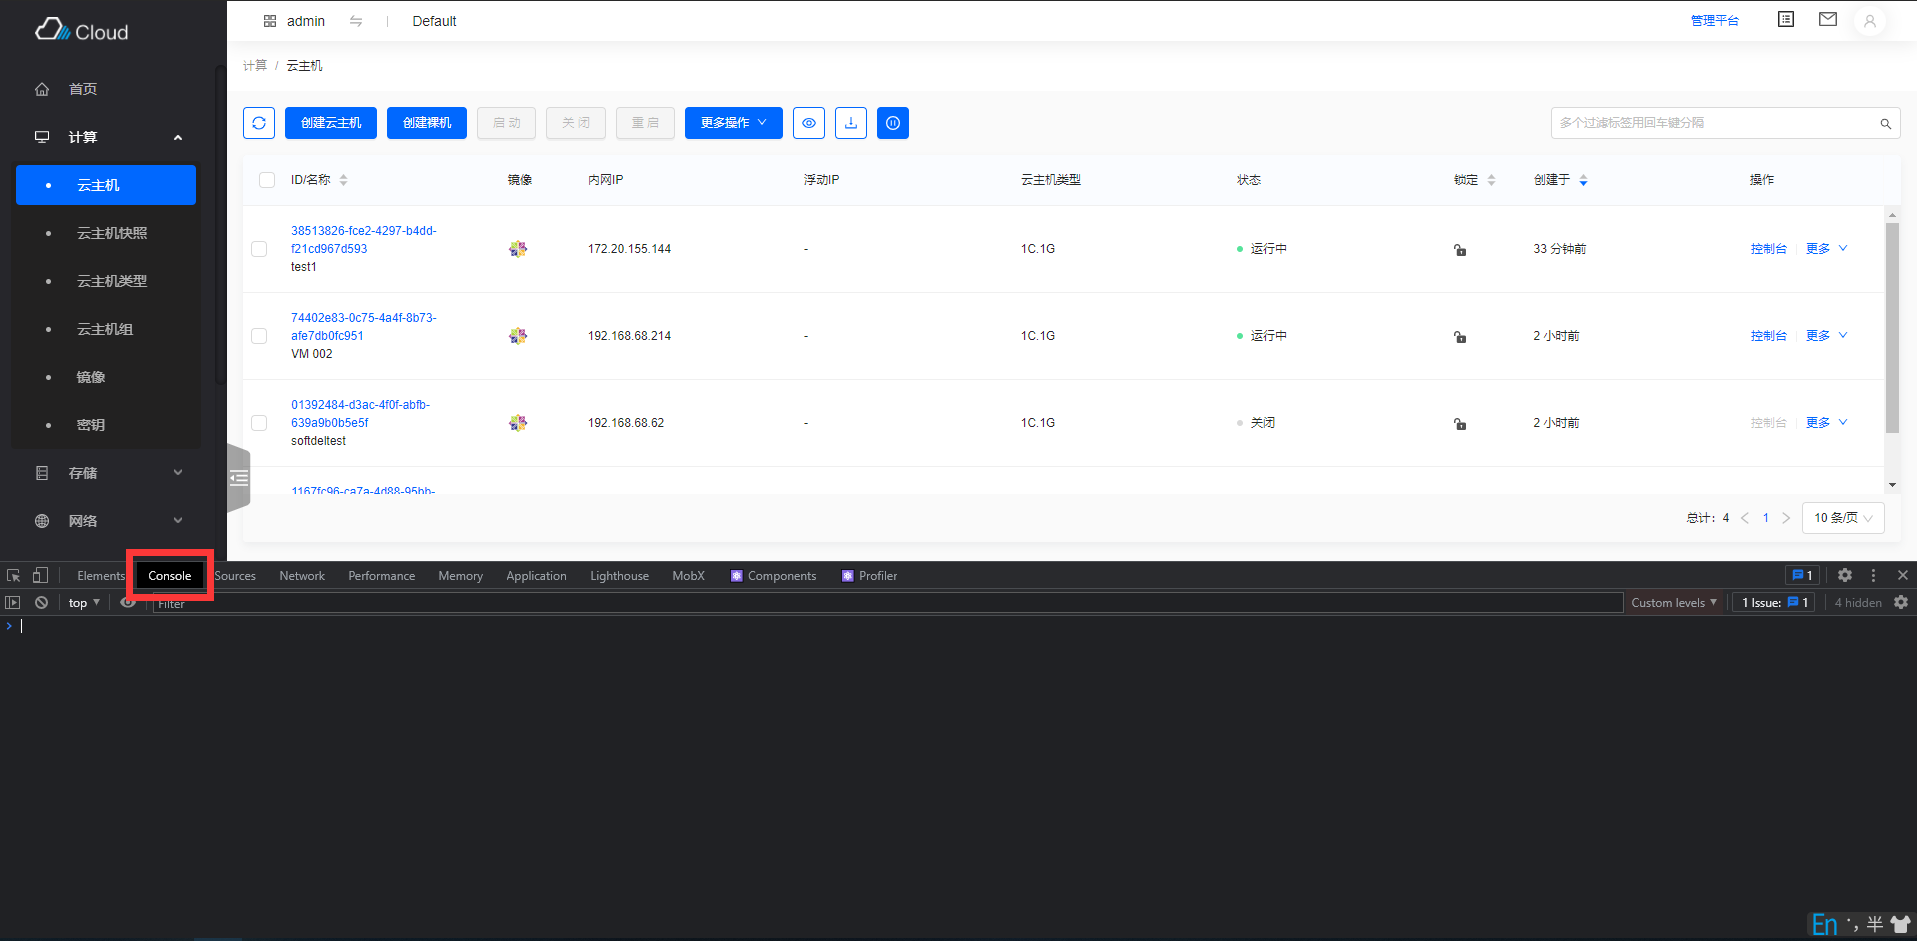 Cloud
admin
Default
管理平台
首页
计算
云主机
云主机快照
云主机类型
云主机组
镜像
密钥
存储
网络
计算 / 云主机
创建云主机
创建裸机
启 动
关 闭
重 启
更多操作
多个过滤标签用回车键分隔
ID/名称 镜像 内网IP 浮动IP 云主机类型 状态 锁定 创建于 操作
38513826-fce2-4297-b4dd-
f21cd967d593
test1
172.20.155.144 - 1C.1G 运行中 33 分钟前 控制台 更多
74402e83-0c75-4a4f-8b73-
afe7db0fc951
VM 002
192.168.68.214 - 1C.1G 运行中 2 小时前 控制台 更多
01392484-d3ac-4f0f-abfb-
639a9b0b5e5f
softdeltest
192.168.68.62 - 1C.1G 关闭 2 小时前 控制台 更多
1167fc96-ca7a-4d88-95bb-
总计: 4 1 10 条/页
Elements Console Sources Network Performance Memory Application Lighthouse MobX Components Profiler 1
top Filter Custom levels 1 Issue: 1 4 hidden
En 半